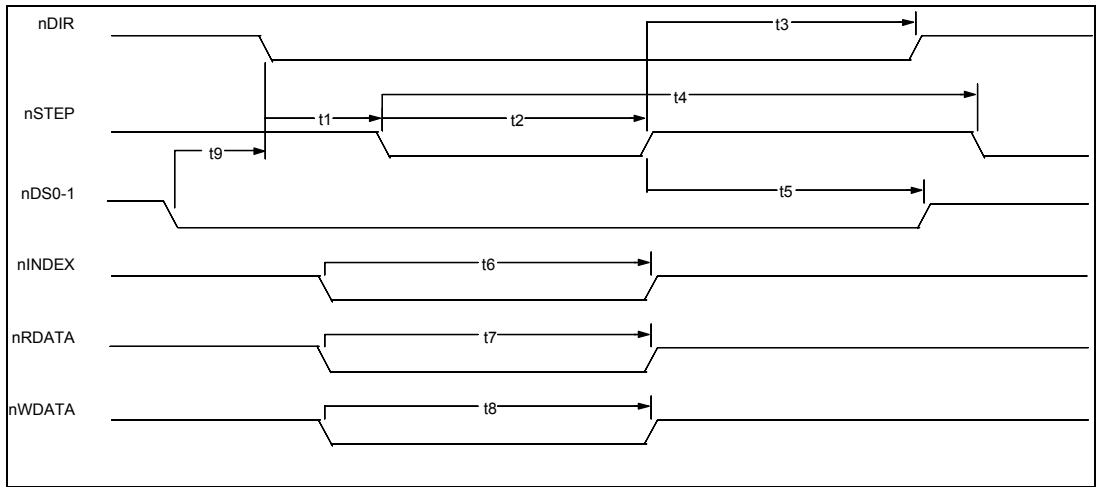 nDIR
t3
nSTEP
t4
t1
t2
t9
nDS0-1
t5
nINDEX
t6
nRDATA
t7
nWDATA
t8